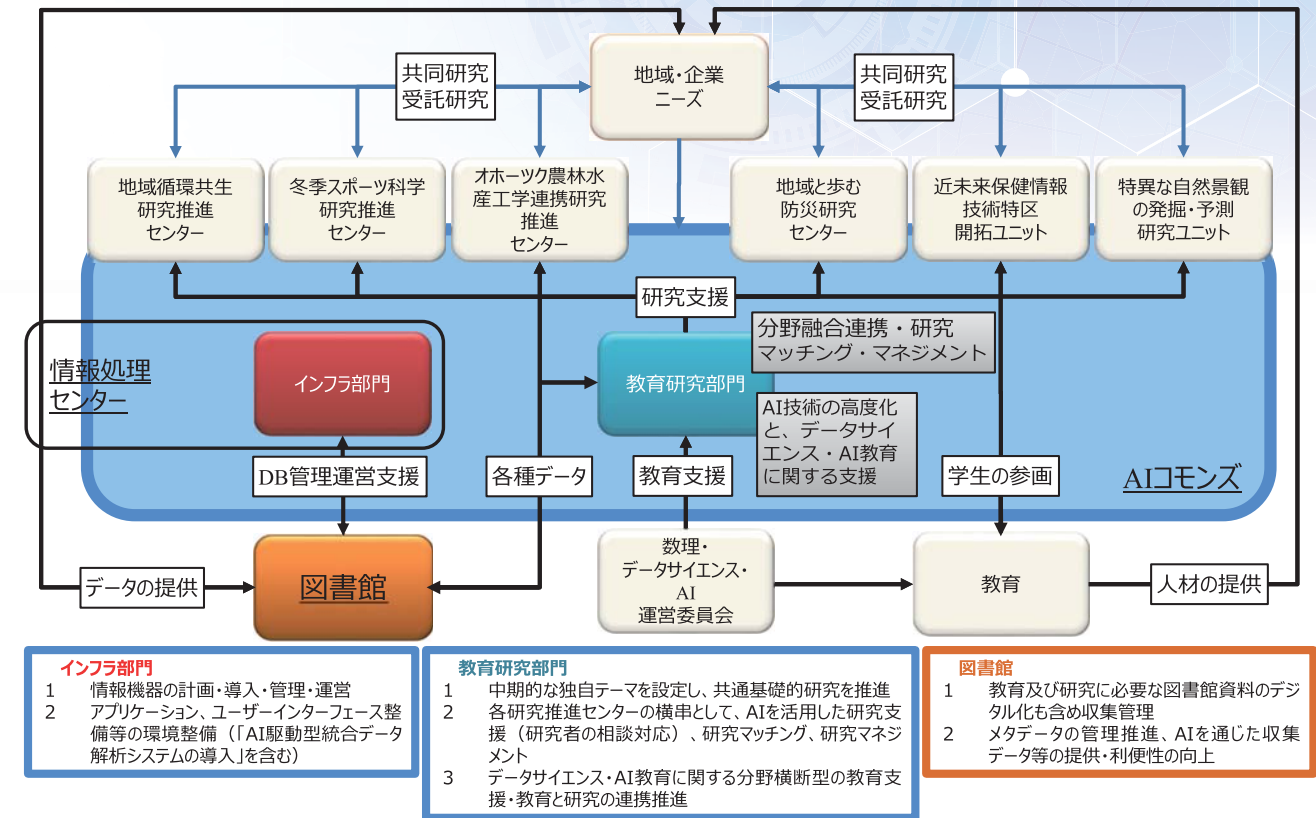 地域・企業
ニーズ
共同研究
受託研究
共同研究
受託研究
地域循環共生
研究推進
センター
冬季スポーツ科学
研究推進
センター
オホーツク農林水
産工学連携研究
推進
センター
地域と歩む
防災研究
センター
近未来保健情報
技術特区
開拓ユニット
特異な自然景観
の発掘・予測
研究ユニット
研究支援
分野融合連携・研究
マッチング・マネジメント
情報処理
センター
インフラ部門
教育研究部門
AI技術の高度化
と、データサイ
エンス・AI教育
に関する支援
DB管理運営支援
各種データ
教育支援
学生の参画
AIコモンズ
データの提供
図書館
数理・
データサイエンス・
AI
運営委員会
教育
人材の提供
インフラ部門
1 情報機器の計画・導入・管理・運営
2 アプリケーション、ユーザーインターフェース整
備等の環境整備（「AI駆動型統合データ
解析システムの導入」を含む）
教育研究部門
1 中期的な独自テーマを設定し、共通基礎的研究を推進
2 各研究推進センターの横串として、AIを活用した研究支
援（研究者の相談対応）、研究マッチング、研究マネジ
メント
3 データサイエンス・AI教育に関する分野横断型の教育支
援・教育と研究の連携推進
図書館
1 教育及び研究に必要な図書館資料のデジ
タル化も含め収集管理
2 メタデータの管理推進、AIを通じた収集
データ等の提供・利便性の向上